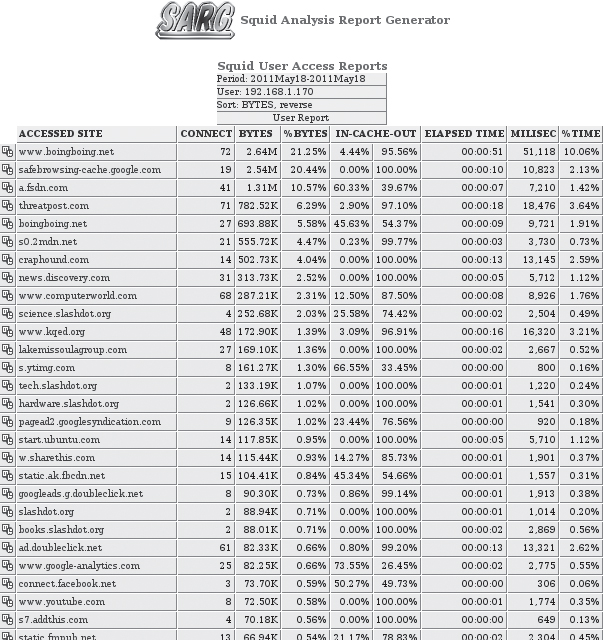 SARG Squid Analysis Report Generator
Squid User Access Reports
Period: 2011May18-2011May18
User: 192.168.1.170
Sort: BYTES, reverse
User Report
ACCESSED SITE CONNECT BYTES %BYTES IN-CACHE-OUT ELAPSED TIME MILISEC %TIME
www.boingboing.net 72 2.64M 21.25% 4.44% 95.56% 00:00:51 51,118 10.06%
safebrowsing-cache.google.com 19 2.54M 20.44% 0.00% 100.00% 00:00:10 10,823 2.13%
a.fsdn.com 41 1.31M 10.57% 60.33% 39.67% 00:00:07 7,210 1.42%
threatpost.com 71 782.52K 6.29% 2.90% 97.10% 00:00:18 18,476 3.64%
boingboing.net 27 693.88K 5.58% 45.63% 54.37% 00:00:09 9,721 1.91%
s0.2mdn.net 21 555.72K 4.47% 0.23% 99.77% 00:00:03 3,730 0.73%
craphound.com 14 502.73K 4.04% 0.00% 100.00% 00:00:13 13,145 2.59%
news.discovery.com 31 313.73K 2.52% 0.00% 100.00% 00:00:05 5,712 1.12%
www.computerworld.com 68 287.21K 2.31% 12.50% 87.50% 00:00:08 8,926 1.76%
science.slashdot.org 4 252.68K 2.03% 25.58% 74.42% 00:00:02 2,504 0.49%
www.kqed.org 48 172.90K 1.39% 3.09% 96.91% 00:00:16 16,320 3.21%
lakemissoulagroup.com 27 169.10K 1.36% 0.00% 100.00% 00:00:02 2,667 0.52%
s.ytimg.com 8 161.27K 1.30% 66.55% 33.45% 00:00:00 800 0.16%
tech.slashdot.org 2 133.19K 1.07% 0.00% 100.00% 00:00:01 1,220 0.24%
hardware.slashdot.org 2 126.66K 1.02% 0.00% 100.00% 00:00:01 1,541 0.30%
pagead2.googlesyndication.com 9 126.35K 1.02% 23.44% 76.56% 00:00:00 920 0.18%
start.ubuntu.com 14 117.85K 0.95% 0.00% 100.00% 00:00:05 5,710 1.12%
w.sharethis.com 14 115.44K 0.93% 14.27% 85.73% 00:00:01 1,901 0.37%
static.ak.fbcdn.net 15 104.41K 0.84% 45.34% 54.66% 00:00:01 1,557 0.31%
googleads.g.doubleclick.net 8 90.30K 0.73% 0.86% 99.14% 00:00:01 1,913 0.38%
slashdot.org 2 88.94K 0.71% 0.00% 100.00% 00:00:01 1,014 0.20%
books.slashdot.org 2 88.01K 0.71% 0.00% 100.00% 00:00:02 2,869 0.56%
ad.doubleclick.net 61 82.33K 0.66% 0.80% 99.20% 00:00:13 13,321 2.62%
www.google-analytics.com 25 82.25K 0.66% 73.55% 26.45% 00:00:02 2,775 0.55%
connect.facebook.net 3 73.70K 0.59% 50.27% 49.73% 00:00:00 306 0.06%
www.youtube.com 8 72.50K 0.58% 0.00% 100.00% 00:00:01 1,774 0.35%
s7.addthis.com 4 70.18K 0.56% 0.00% 100.00% 00:00:00 649 0.13%
static.fmpub.net 13 66.94K 0.54% 21.17% 78.83% 00:00:02 2,304 0.45%